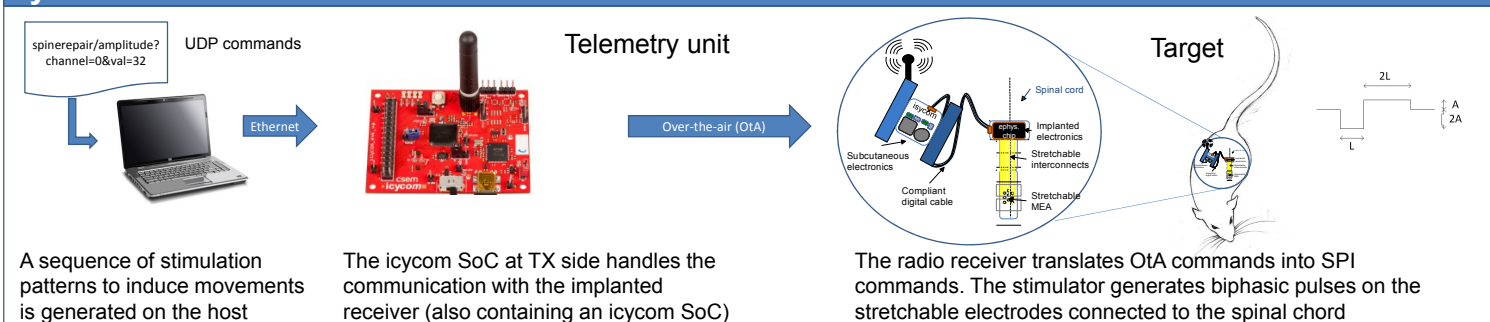 spinerepair/amplitude?
channel=0&val=32
UDP commands
Ethernet
Telemetry unit
csem
icycom
Over-the-air (OtA)
Target
Spinal cord
isycom
ephys.
chip
Implanted
electronics
Subcutaneous
electronics
Stretchable
interconnects
Compliant
digital cable
Stretchable
MEA
2L
A
2A
L
A sequence of stimulation
patterns to induce movements
is generated on the host
The icycom SoC at TX side handles the
communication with the implanted
receiver (also containing an icycom SoC)
The radio receiver translates OtA commands into SPI
commands. The stimulator generates biphasic pulses on the
stretchable electrodes connected to the spinal chord